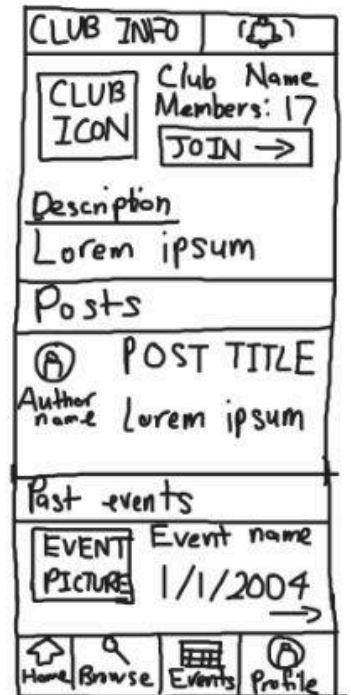 CLUB INFO
CLUB ICON
Club Name
Members: 17
JOIN →
Description
Lorem ipsum
Posts
POST TITLE
Author name
Lorem ipsum
Past events
EVENT PICTURE
Event name
1/1/2004
→
Home Browse Events Profile